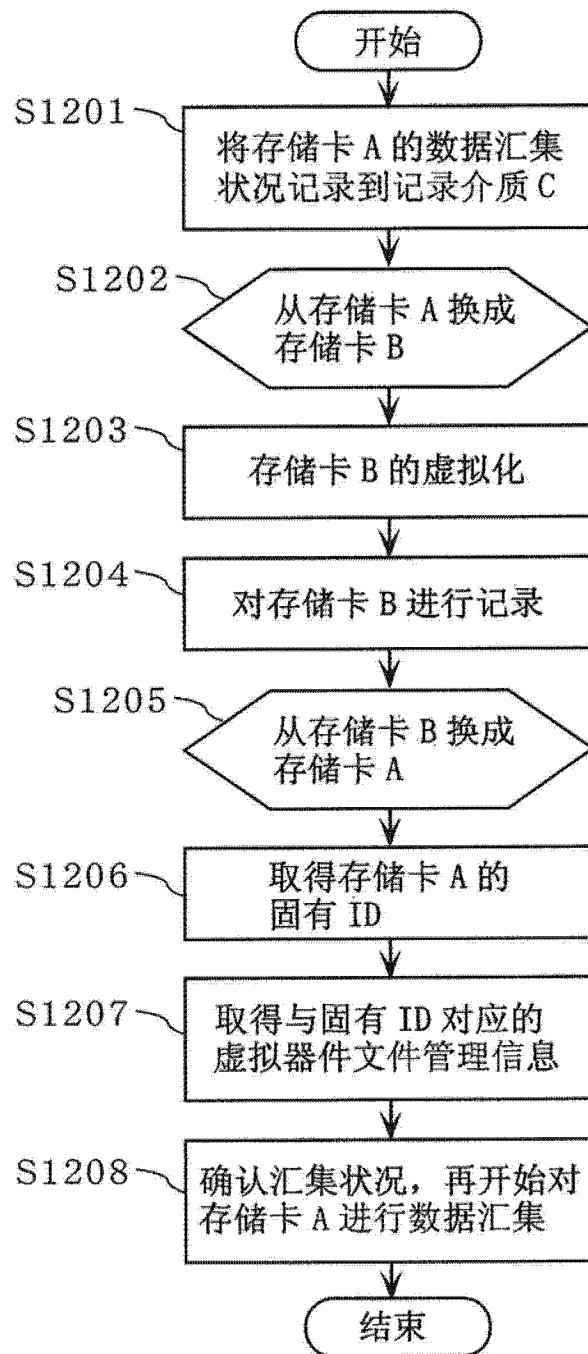 开始
S1201
将存储卡 A 的数据汇集
状况记录到记录介质 C
S1202
从存储卡 A 换成
存储卡 B
S1203
存储卡 B 的虚拟化
S1204
对存储卡 B 进行记录
S1205
从存储卡 B 换成
存储卡 A
S1206
取得存储卡 A 的
固有 ID
S1207
取得与固有 ID 对应的
虚拟器件文件管理信息
S1208
确认汇集状况，再开始对
存储卡 A 进行数据汇集
结束